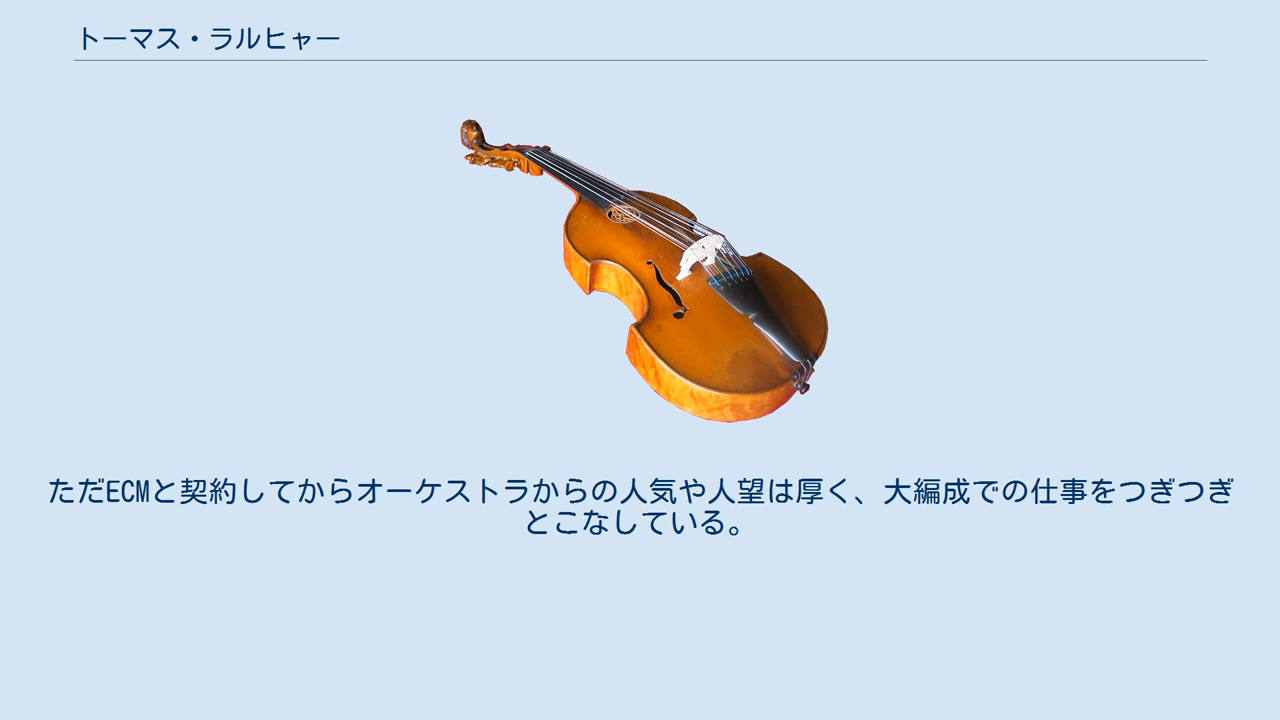 トーマス・ラルヒャー
ただECMと契約してからオーケストラからの人気や人望は厚く、大編成での仕事をつぎつぎ
とこなしている。